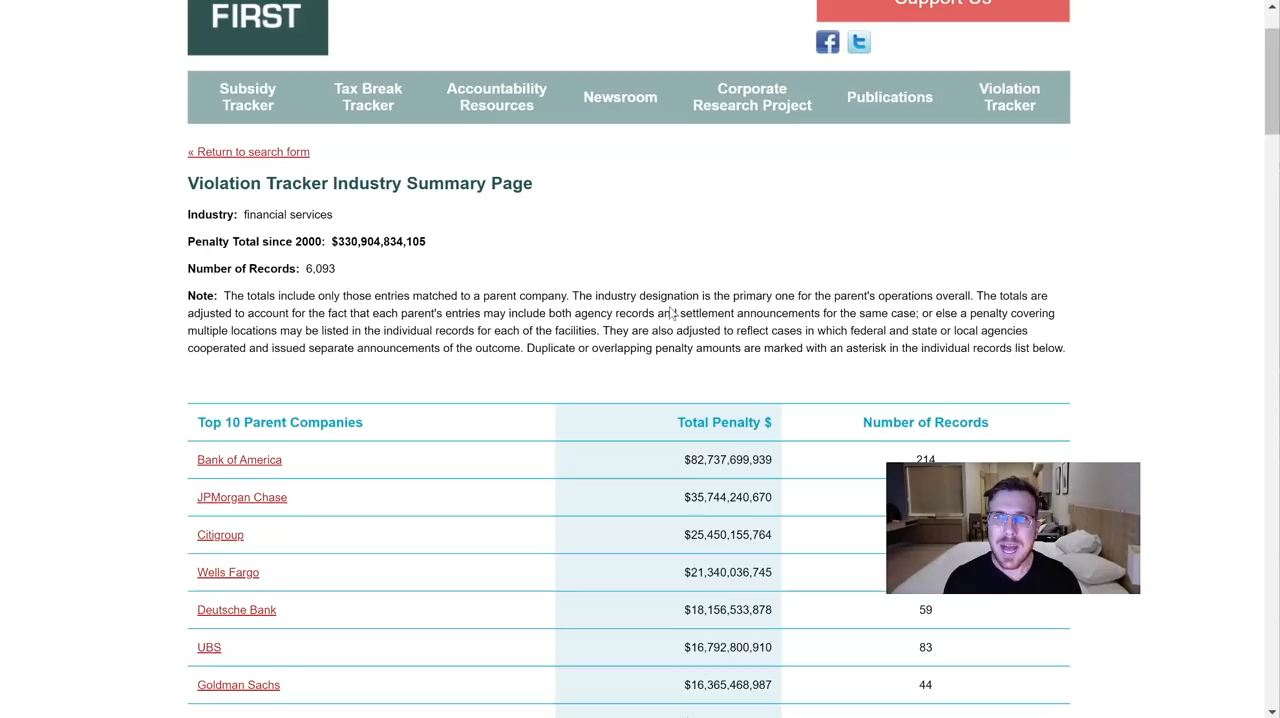 FIRST
Support Us
Subsidy Tracker
Tax Break Tracker
Accountability Resources
Newsroom
Corporate Research Project
Publications
Violation Tracker
« Return to search form
Violation Tracker Industry Summary Page
Industry: financial services
Penalty Total since 2000: $330,904,834,105
Number of Records: 6,093
Note: The totals include only those entries matched to a parent company. The industry designation is the primary one for the parent's operations overall. The totals are
adjusted to account for the fact that each parent's entries may include both agency records and settlement announcements for the same case; or else a penalty covering
multiple locations may be listed in the individual records for each of the facilities. They are also adjusted to reflect cases in which federal and state or local agencies
cooperated and issued separate announcements of the outcome. Duplicate or overlapping penalty amounts are marked with an asterisk in the individual records list below.
Top 10 Parent Companies Total Penalty $ Number of Records
Bank of America $82,737,699,939 214
JPMorgan Chase $35,744,240,670
Citigroup $25,450,155,764
Wells Fargo $21,340,036,745
Deutsche Bank $18,156,533,878 59
UBS $16,792,800,910 83
Goldman Sachs $16,365,468,987 44